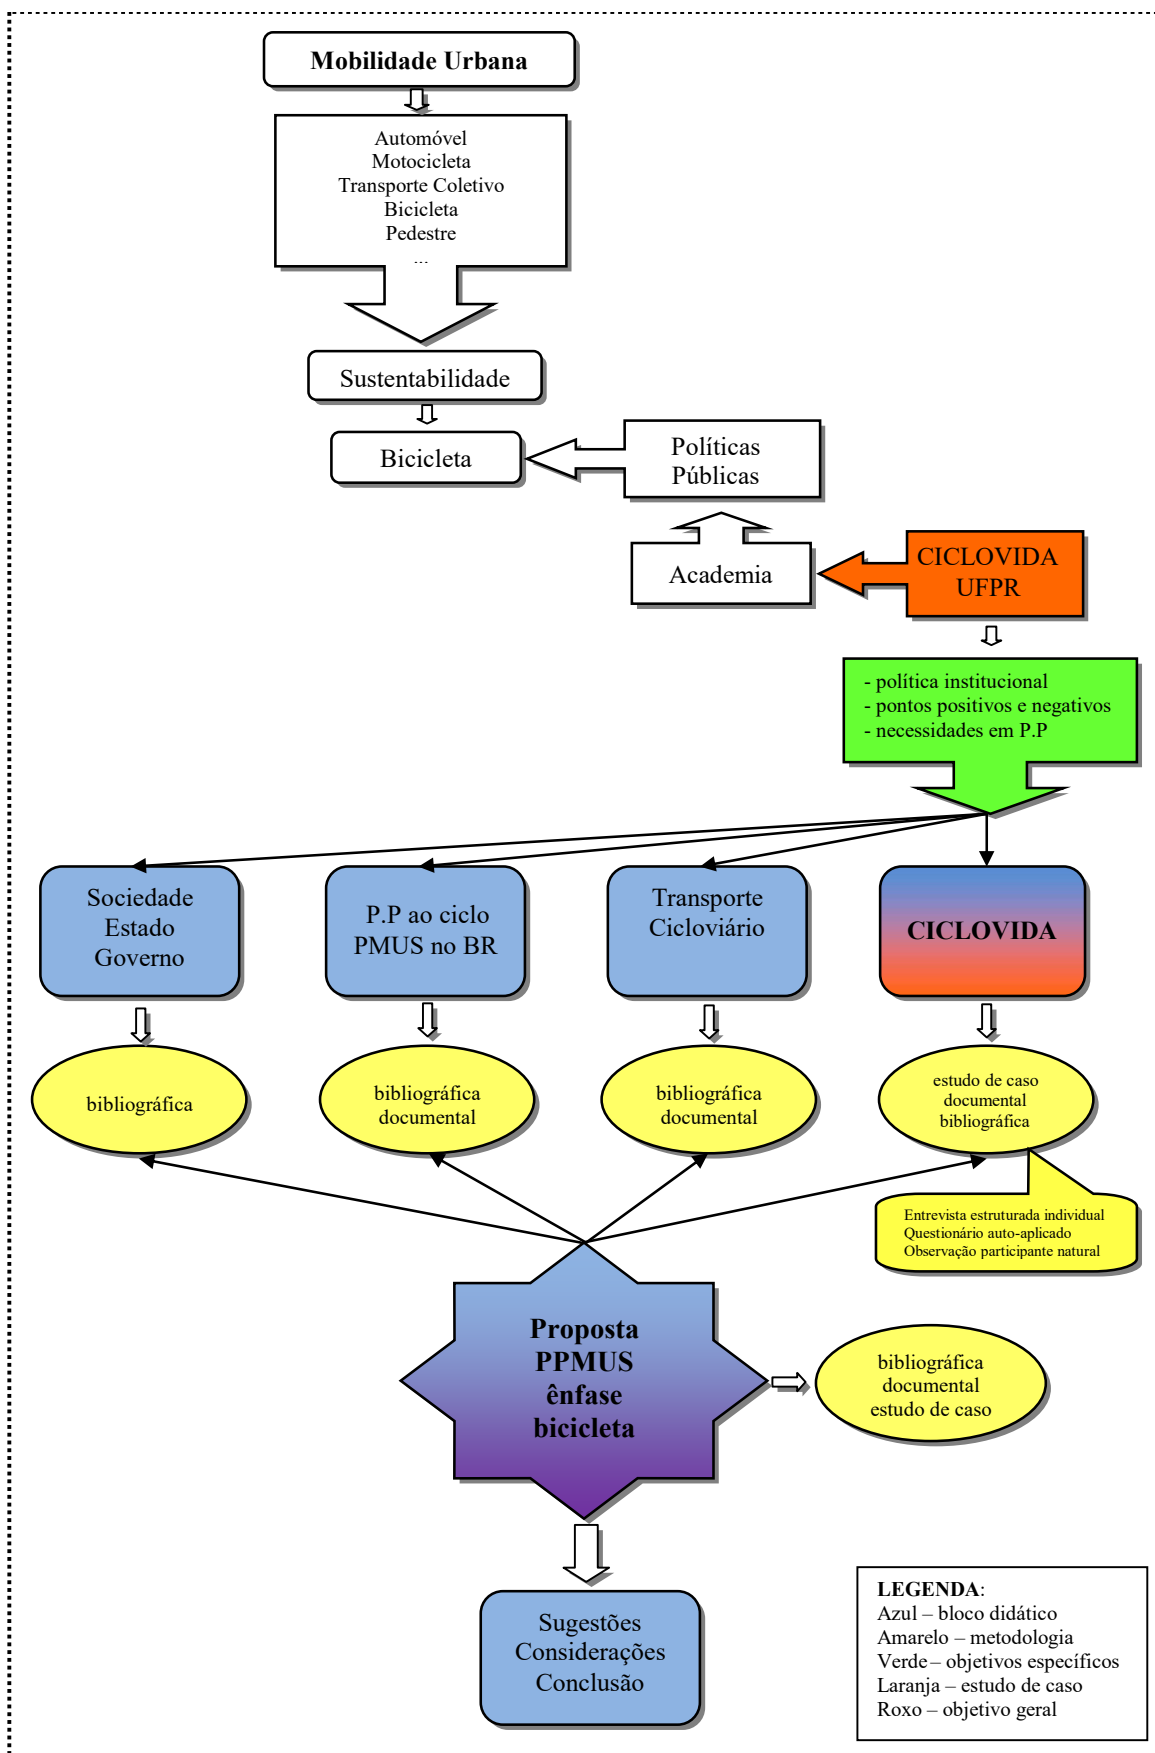 Mobilidade Urbana
Automóvel
Motocicleta
Transporte Coletivo
Bicicleta
Pedestre
...
Sustentabilidade
Bicicleta
Políticas
Públicas
Academia
CICLOVIDA
UFPR
- política institucional
- pontos positivos e negativos
- necessidades em P.P
Sociedade
Estado
Governo
P.P ao ciclo
PMUS no BR
Transporte
Cicloviário
CICLOVIDA
bibliográfica
bibliográfica
documental
bibliográfica
documental
estudo de caso
documental
bibliográfica
Entrevista estruturada individual
Questionário auto-aplicado
Observação participante natural
Proposta
PPMUS
ênfase
bicicleta
bibliográfica
documental
estudo de caso
Sugestões
Considerações
Conclusão
LEGENDA:
Azul – bloco didático
Amarelo – metodologia
Verde – objetivos específicos
Laranja – estudo de caso
Roxo – objetivo geral